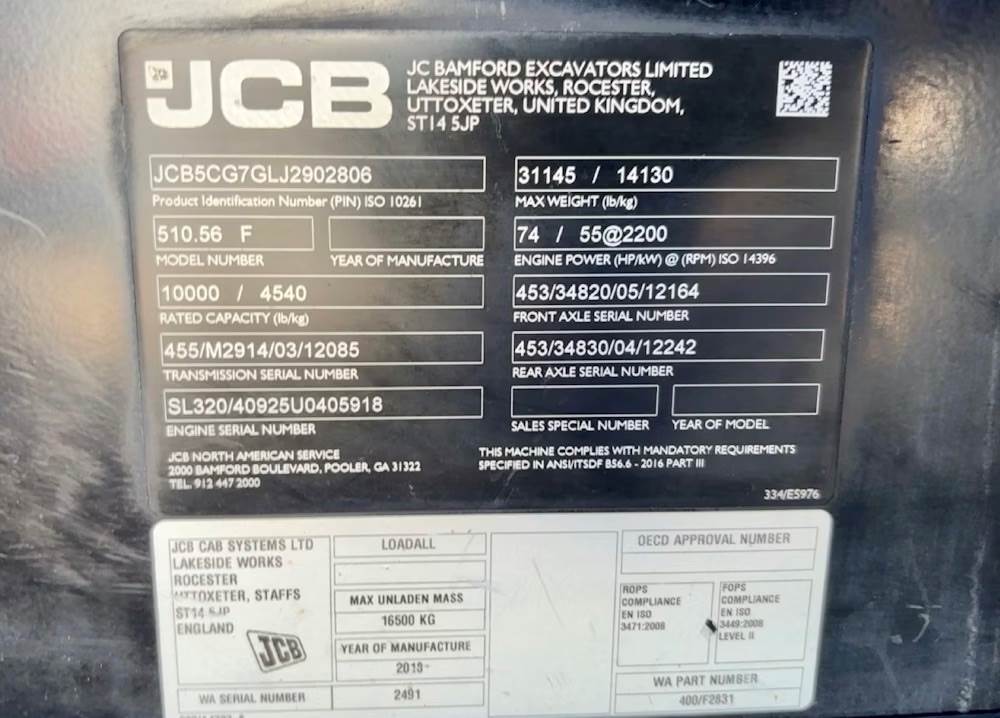 JCB
JC BAMFORD EXCAVATORS LIMITED
LAKESIDE WORKS, ROCESTER,
UTTOXETER, UNITED KINGDOM,
ST14 5JP
JCB5CG7GLJ2902806
Product Identification Number (PIN) ISO 10261
31145 / 14130
MAX WEIGHT (lb/kg)
510.56 F
MODEL NUMBER
YEAR OF MANUFACTURE
74 / 55@2200
ENGINE POWER (HP/kW) @ (RPM) ISO 14396
10000 / 4540
RATED CAPACITY (lb/kg)
453/34820/05/12164
FRONT AXLE SERIAL NUMBER
455/M2914/03/12085
TRANSMISSION SERIAL NUMBER
453/34830/04/12242
REAR AXLE SERIAL NUMBER
SL320/40925U0405918
ENGINE SERIAL NUMBER
SALES SPECIAL NUMBER
YEAR OF MODEL
JCB NORTH AMERICAN SERVICE
2000 BAMFORD BOULEVARD, POOLER, GA 31322
TEL. 912 447 2000
THIS MACHINE COMPLIES WITH MANDATORY REQUIREMENTS
SPECIFIED IN ANSI/ITSDF B56.6 - 2016 PART III
334/E5976
JCB CAB SYSTEMS LTD
LAKESIDE WORKS
ROCESTER
UTTOXETER, STAFFS
ST14 5JP
ENGLAND
JCB
WA SERIAL NUMBER
LOADALL
MAX UNLADEN MASS
16500 KG
YEAR OF MANUFACTURE
2491
OECD APPROVAL NUMBER
ROPS
COMPLIANCE
EN ISO
3471:2008
FOPS
COMPLIANCE
EN ISO
3449:2008
LEVEL II
WA PART NUMBER
400/F2831